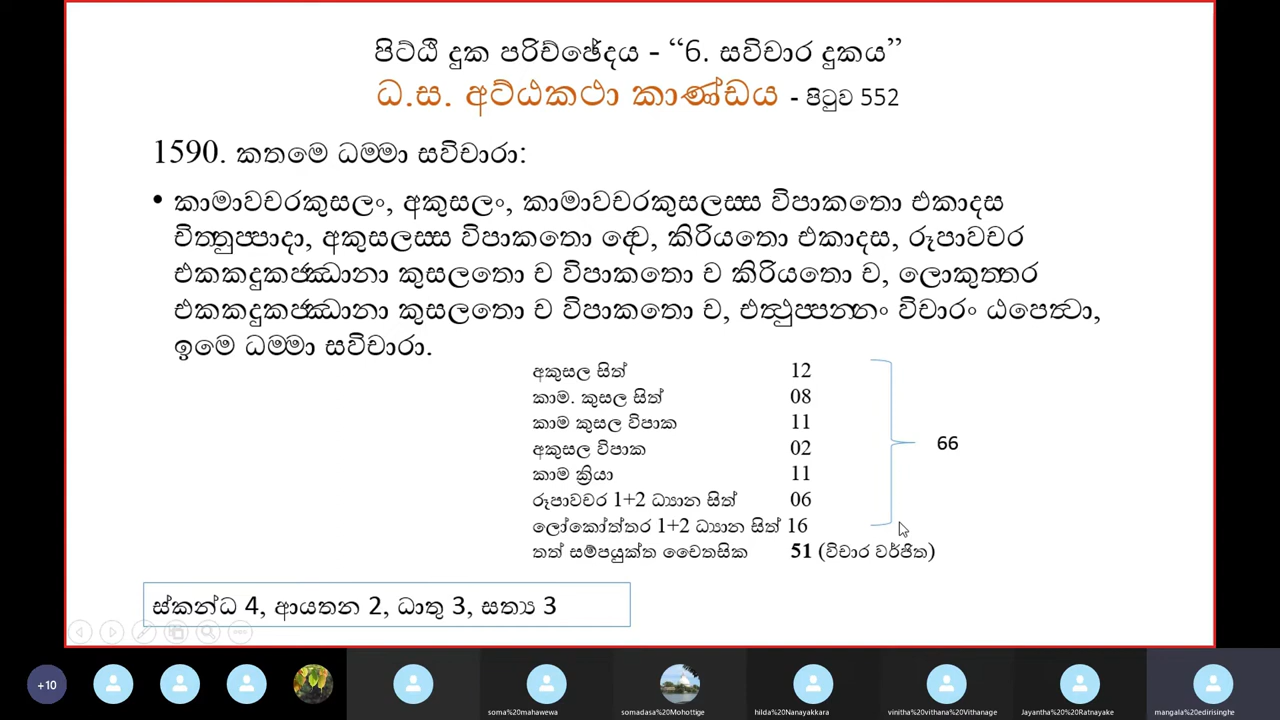 පිට්ඨි දුක පරිච්ඡේදය - “6. සවිචාර දුකය”
ධ.ස. අට්ඨකථා කාණ්ඩය - පිටුව 552
1590. කතමෙ ධම්මා සවිචාරා:
• කාමාවචරකුසලං, අකුසලං, කාමාවචරකුසලස්ස විපාකතො එකාදස
චිත්තුප්පාදා, අකුසලස්ස විපාකතො ද්වෙ, කිරියතො එකාදස, රූපාවචර
එකකදුකජ්ඣානා කුසලතො ච විපාකතො ච කිරියතො ච, ලොකුත්තර
එකකදුකජ්ඣානා කුසලතො ච විපාකතො ච, එත්ථුප්පන්නං විචාරං ඨපෙත්වා,
ඉමෙ ධම්මා සවිචාරා.
අකුසල සිත් 12
කාම. කුසල සිත් 08
කාම කුසල විපාක 11
අකුසල විපාක 02
කාම ක්‍රියා 11
රූපාවචර 1+2 ධ්‍යාන සිත් 06
ලෝකෝත්තර 1+2 ධ්‍යාන සිත් 16
66
තත් සම්පයුක්ත චෛතසික 51 (විචාර වර්ජිත)
ස්කන්ධ 4, ආයතන 2, ධාතු 3, සත්‍ය 3
+10
soma%20mahawewa
somadasa%20Mohottige
hilda%20Nanayakkara
vinitha%20vithana%20Vithanage
Jayantha%20%20Ratnayake
mangala%20edirisinghe